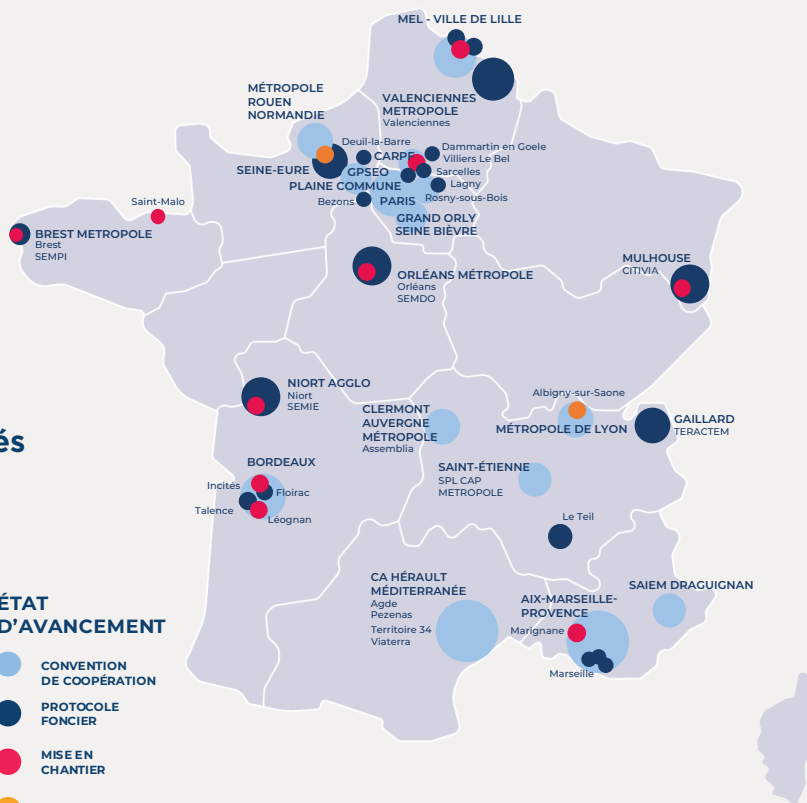 MEL - VILLE DE LILLE
MÉTROPOLE
ROUEN
NORMANDIE
VALENCIENNES
METROPOLE
Valenciennes
Deuil-la-Barre
CARPF
Dammartin en Goele
Villiers Le Bel
SEINE-EURE
GPSEO
Sarcelles
PLAINE COMMUNE
Lagny
Bezons
PARIS
Rosny-sous-Bois
GRAND ORLY
SEINE BIÈVRE
Saint-Malo
BREST METROPOLE
Brest
SEMPI
ORLÉANS MÉTROPOLE
Orléans
SEMDO
MULHOUSE
CITIVIA
NIORT AGGLO
Niort
SEMIE
CLERMONT
AUVERGNE
MÉTROPOLE
Assemblia
Albigny-sur-Saone
MÉTROPOLE DE LYON
GAILLARD
TERACTEM
és
BORDEAUX
Incités
Floirac
Talence
Léognan
SAINT-ÉTIENNE
SPL CAP
METROPOLE
Le Teil
CA HÉRAULT
MÉDITERRANÉE
Agde
Pezenas
Territoire 34
Viaterra
AIX-MARSEILLE-
PROVENCE
Marignane
Marseille
SAIEM DRAGUIGNAN
ÉTAT
D'AVANCEMENT
CONVENTION
DE COOPÉRATION
PROTOCOLE
FONCIER
MISE EN
CHANTIER